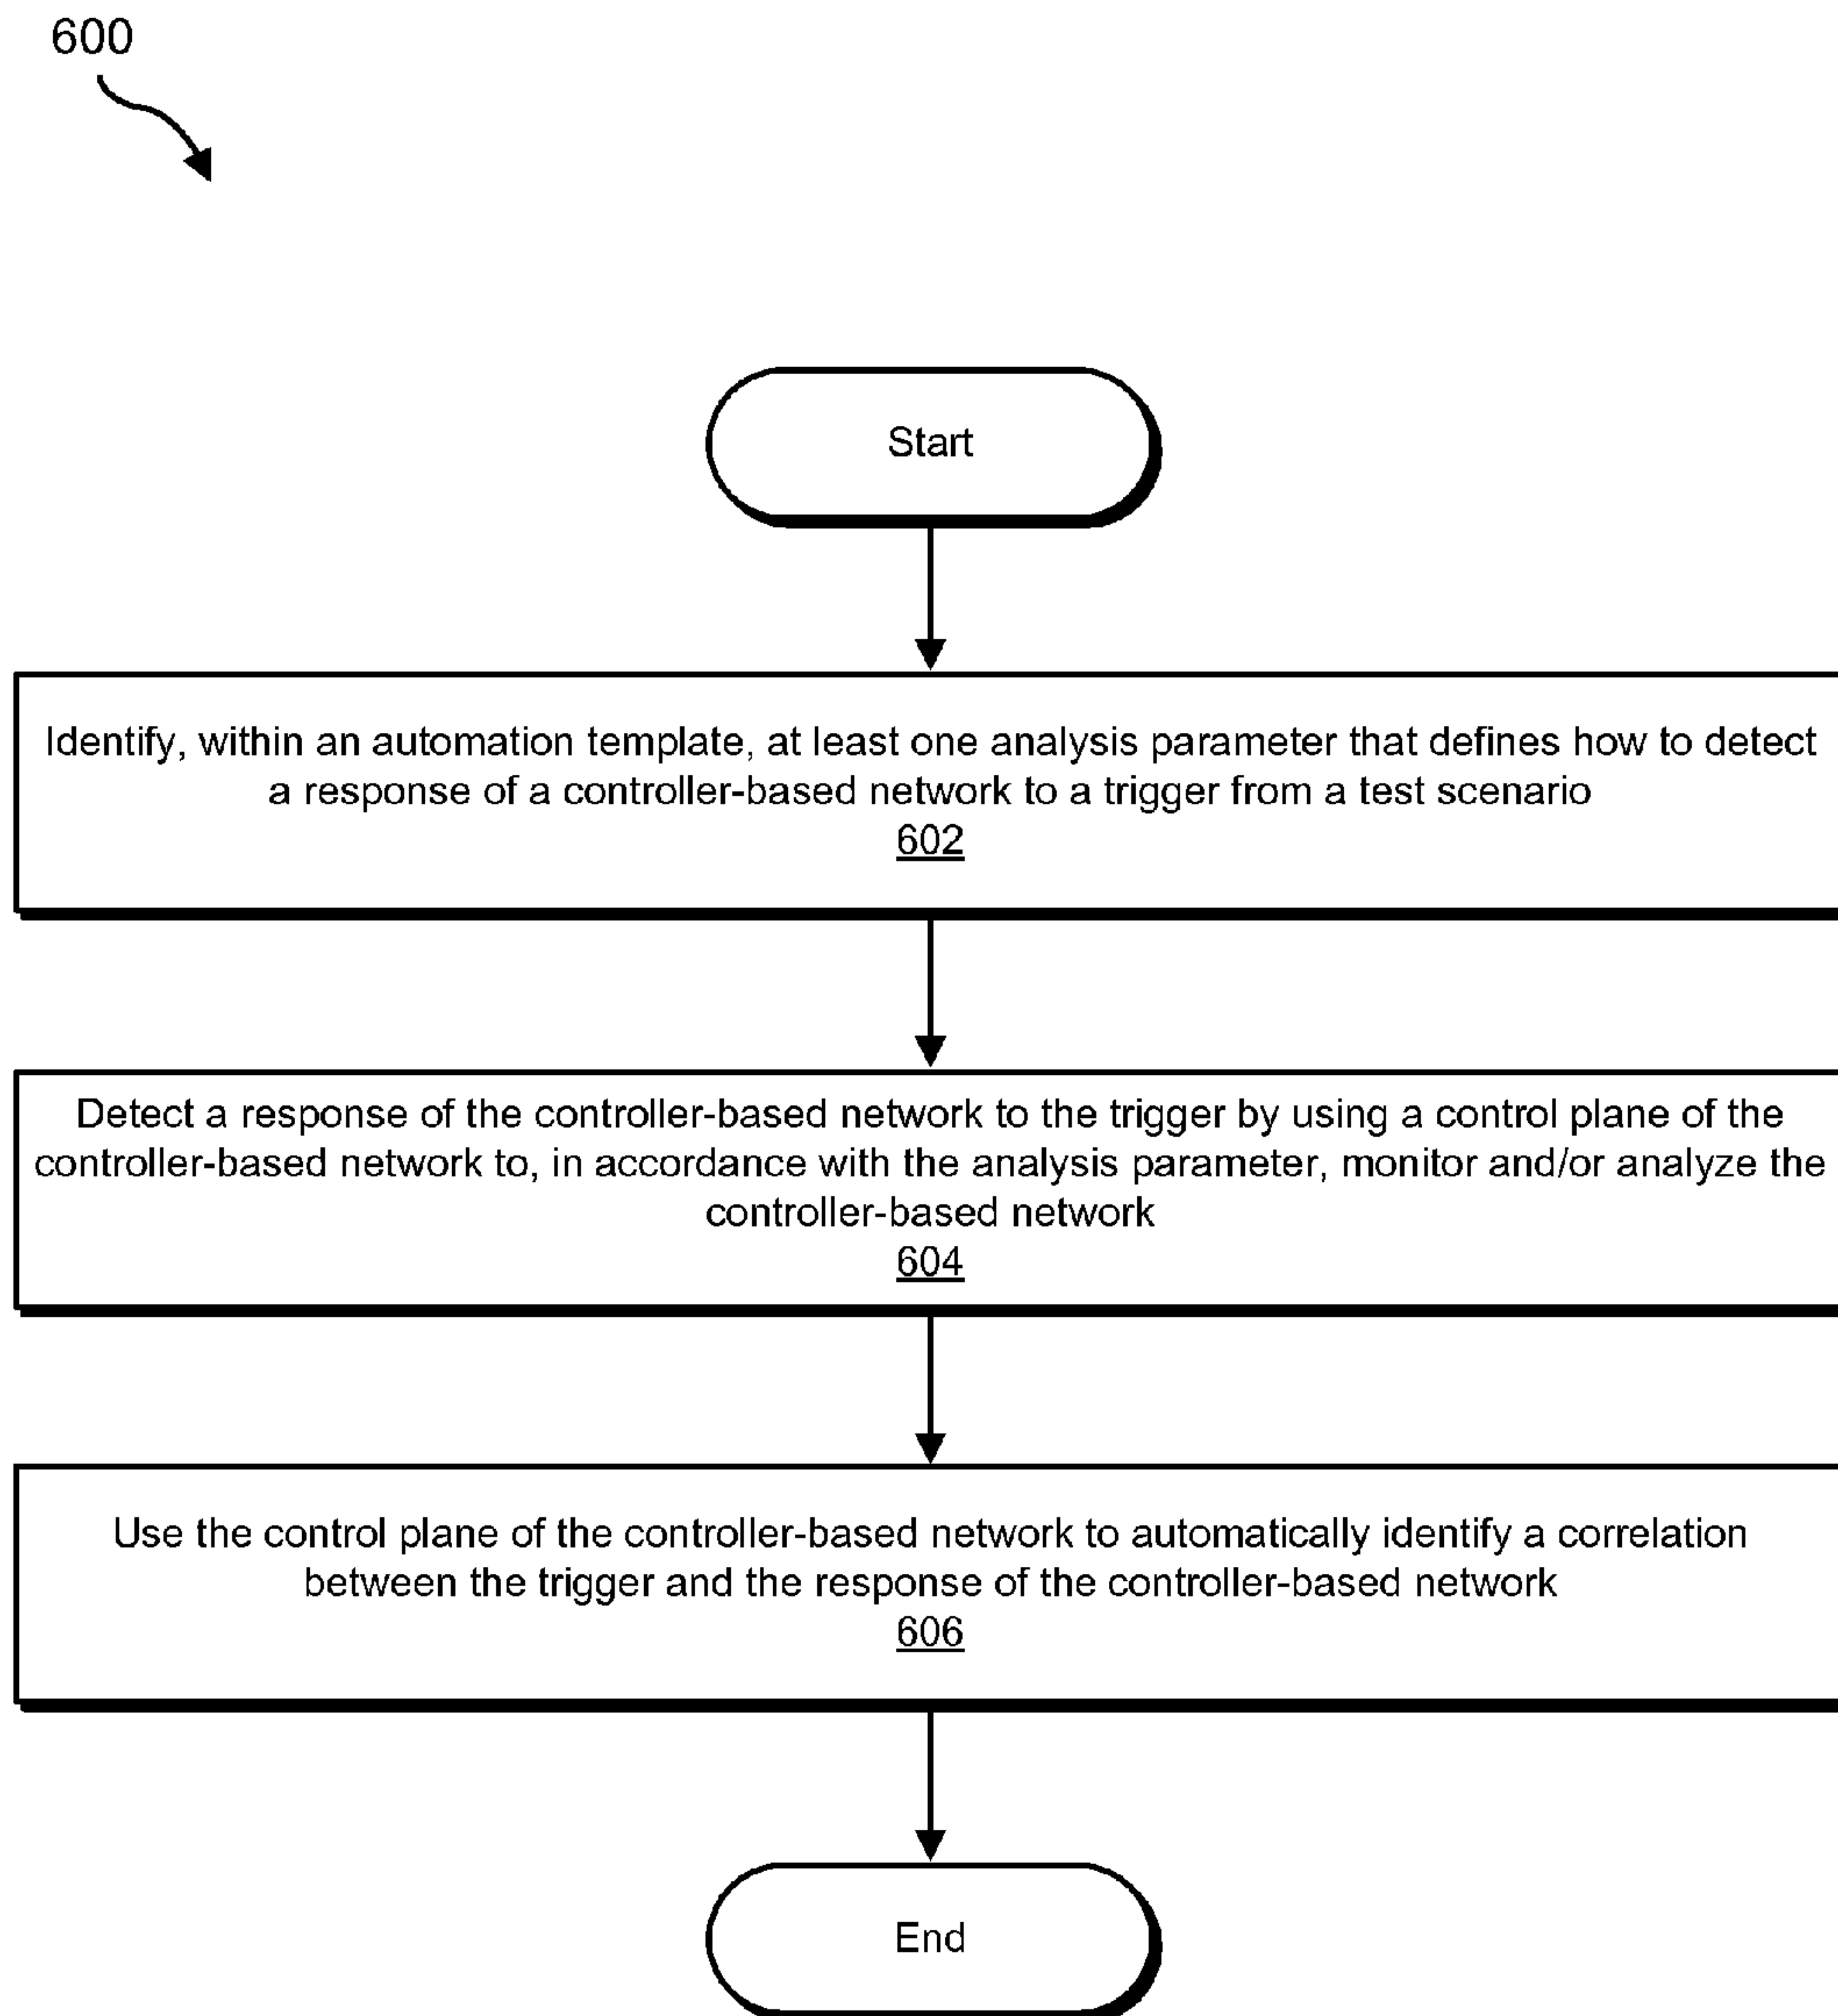 600
Start
Identify, within an automation template, at least one analysis parameter that defines how to detect
a response of a controller-based network to a trigger from a test scenario
602
Detect a response of the controller-based network to the trigger by using a control plane of the
controller-based network to, in accordance with the analysis parameter, monitor and/or analyze the
controller-based network
604
Use the control plane of the controller-based network to automatically identify a correlation
between the trigger and the response of the controller-based network
606
End